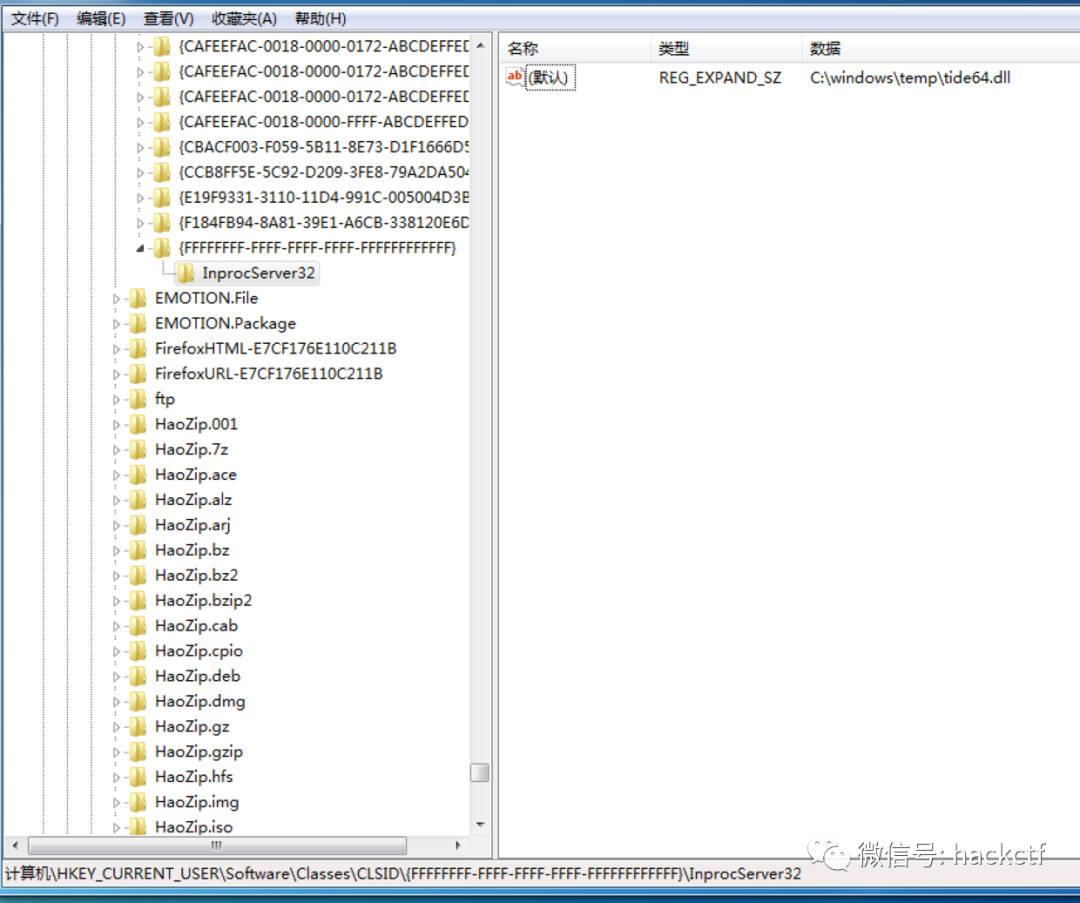 文件(F) 编辑(E) 查看(V) 收藏夹(A) 帮助(H)
{CAFEEFAC-0018-0000-0172-ABCDEFFED
{CAFEEFAC-0018-0000-0172-ABCDEFFED
{CAFEEFAC-0018-0000-0172-ABCDEFFED
{CAFEEFAC-0018-0000-FFFF-ABCDEFFED
{CBACF003-F059-5B11-8E73-D1F1666D5
{CCB8FF5E-5C92-D209-3FE8-79A2DA504
{E19F9331-3110-11D4-991C-005004D3B
{F184FB94-8A81-39E1-A6CB-338120E6D
{FFFFFFFF-FFFF-FFFF-FFFF-FFFFFFFFFFFF}
InprocServer32
EMOTION.File
EMOTION.Package
FirefoxHTML-E7CF176E110C211B
FirefoxURL-E7CF176E110C211B
ftp
HaoZip.001
HaoZip.7z
HaoZip.ace
HaoZip.alz
HaoZip.arj
HaoZip.bz
HaoZip.bz2
HaoZip.bzip2
HaoZip.cab
HaoZip.cpio
HaoZip.deb
HaoZip.dmg
HaoZip.gz
HaoZip.gzip
HaoZip.hfs
HaoZip.img
HaoZip.iso
名称 类型 数据
ab (默认) REG_EXPAND_SZ C:\windows\temp\tide64.dll
微信号: hackctf
计算机\HKEY_CURRENT_USER\Software\Classes\CLSID\{FFFFFFFF-FFFF-FFFF-FFFF-FFFFFFFFFFFF}\InprocServer32